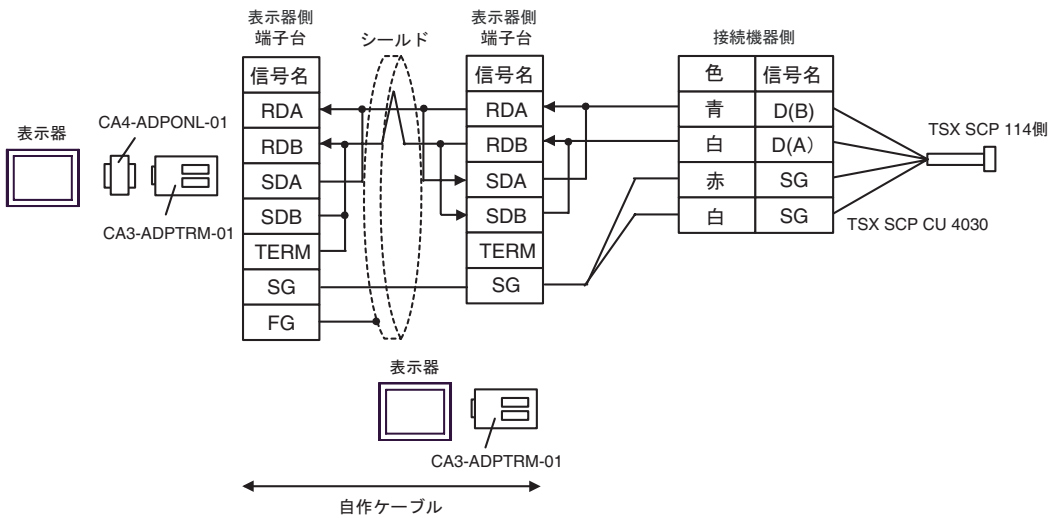 表示器側
端子台
シールド
表示器側
端子台
接続機器側
信号名
RDA
RDB
SDA
SDB
TERM
SG
FG
信号名
RDA
RDB
SDA
SDB
TERM
SG
色 信号名
青 D(B)
白 D(A)
赤 SG
白 SG
表示器
CA4-ADPONL-01
CA3-ADPTRM-01
TSX SCP 114側
TSX SCP CU 4030
表示器
CA3-ADPTRM-01
自作ケーブル